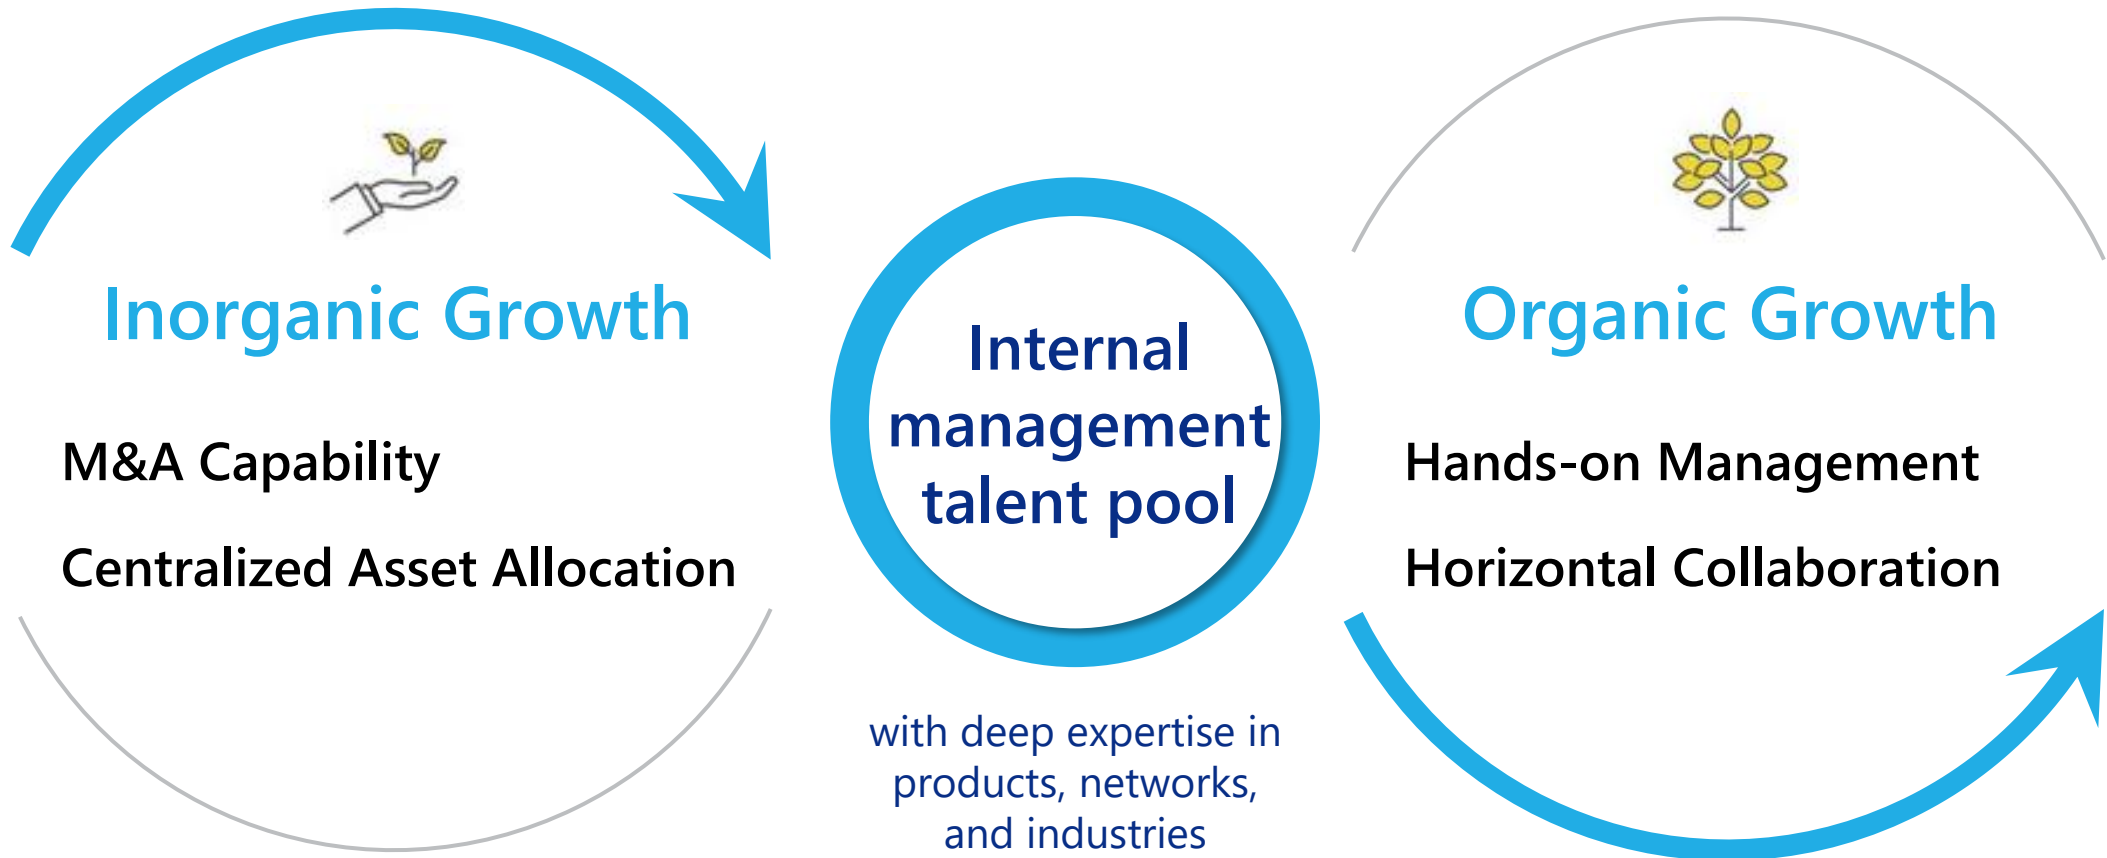 Inorganic Growth
M&A Capability
Centralized Asset Allocation
Internal
management
talent pool
with deep expertise in
products, networks,
and industries
Organic Growth
Hands-on Management
Horizontal Collaboration